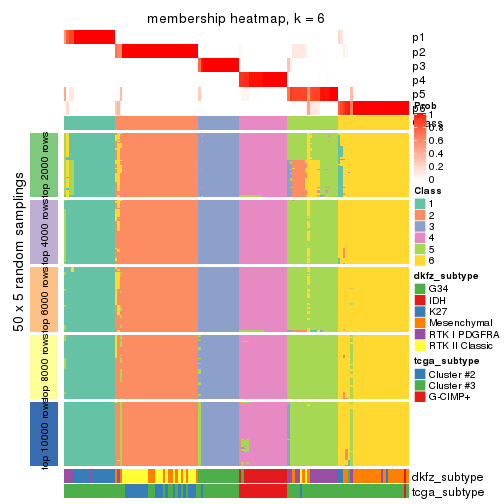 membership heatmap, k = 6
p1
p2
p3
p4
p5
p6
Prob
1
0.8
0.6
0.4
0.2
0
Class
Class
1
2
3
4
5
6
dkfz_subtype
G34
IDH
K27
Mesenchymal
RTK I PDGFRA
RTK II Classic
tcga_subtype
Cluster #2
Cluster #3
G-CIMP+
50 x 5 random samplings
top 2000 rows
top 4000 rows
top 6000 rows
top 8000 rows
top 10000 rows
dkfz_subtype
tcga_subtype